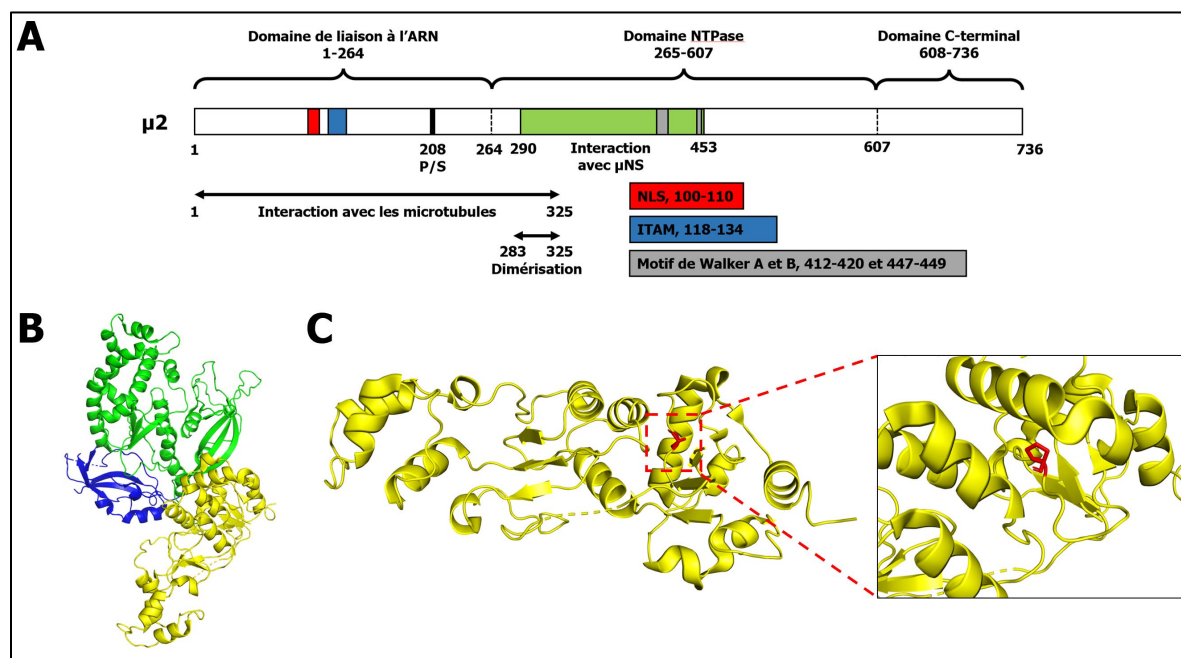 A
Domaine de liaison à l'ARN
1-264
Domaine NTPase
265-607
Domaine C-terminal
608-736
µ2
1
208
P/S
264
290
Interaction
avec µNS
453
607
736
1
Interaction avec les microtubules
325
283
325
Dimérisation
NLS, 100-110
ITAM, 118-134
Motif de Walker A et B, 412-420 et 447-449
B
C